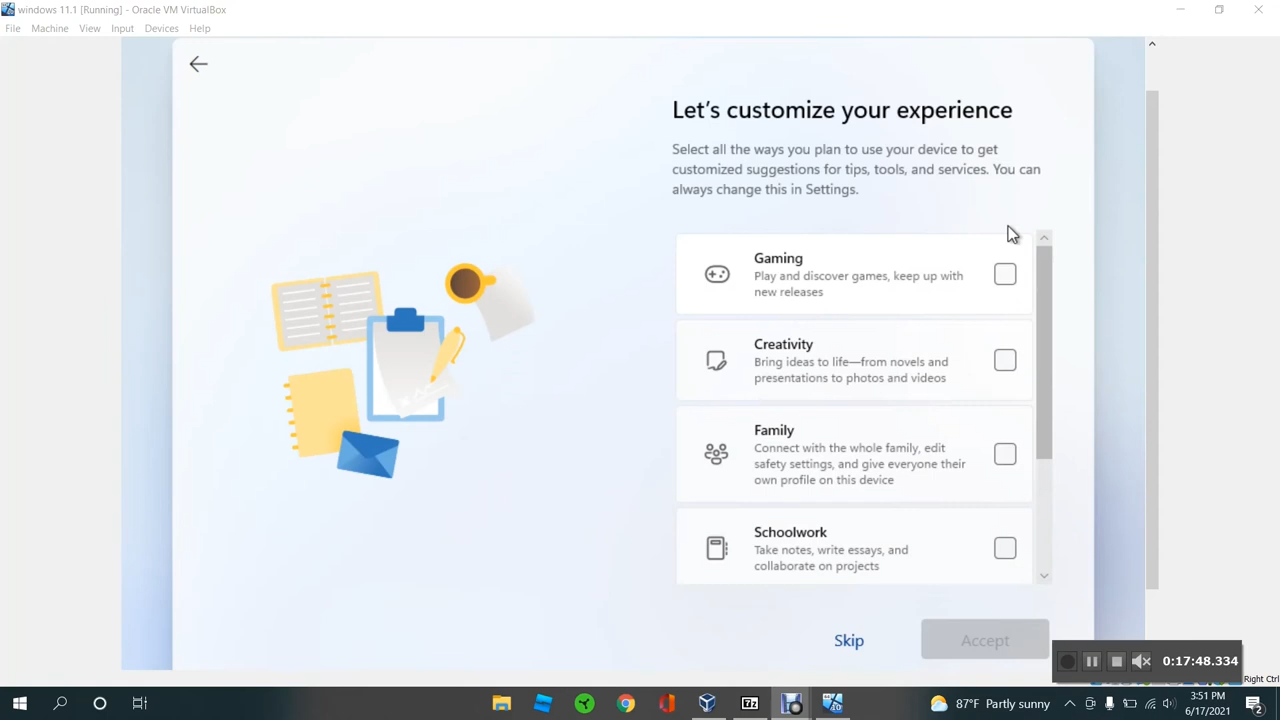 windows 11.1 [Running] - Oracle VM VirtualBox
File Machine View Input Devices Help
Let's customize your experience
Select all the ways you plan to use your device to get
customized suggestions for tips, tools, and services. You can
always change this in Settings.
Gaming
Play and discover games, keep up with
new releases
Creativity
Bring ideas to life—from novels and
presentations to photos and videos
Family
Connect with the whole family, edit
safety settings, and give everyone their
own profile on this device
Schoolwork
Take notes, write essays, and
collaborate on projects
Skip
Accept
0:17:48.334
Right Ctrl
87°F Partly sunny
3:51 PM
6/17/2021
2